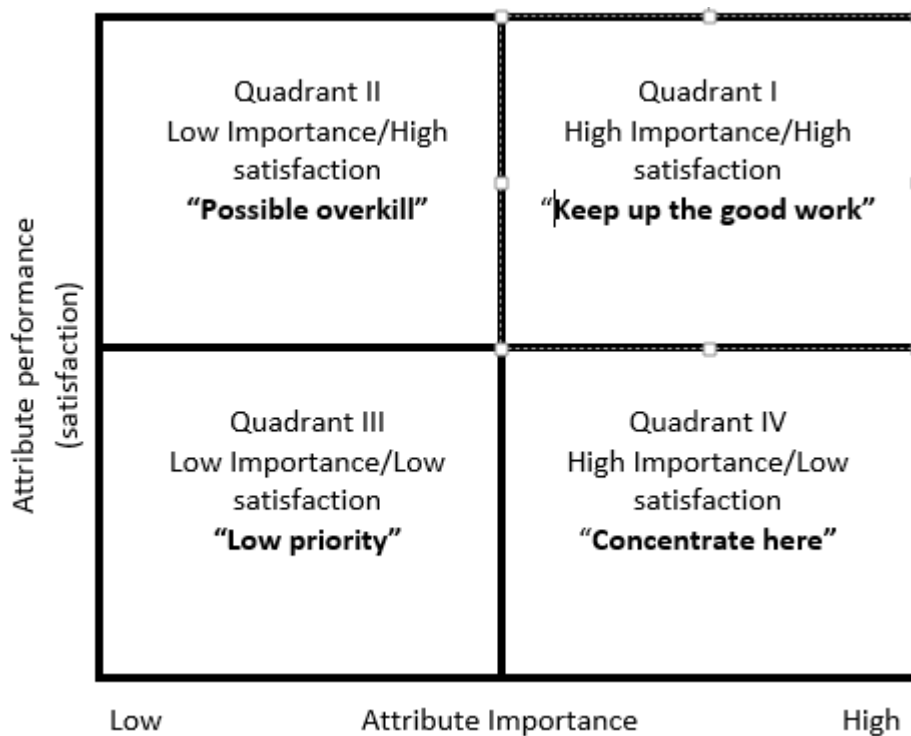 Quadrant II
Low Importance/High
satisfaction
“Possible overkill”
Quadrant I
High Importance/High
satisfaction
“Keep up the good work”
Attribute performance
(satisfaction)
Quadrant III
Low Importance/Low
satisfaction
“Low priority”
Quadrant IV
High Importance/Low
satisfaction
“Concentrate here”
Low
Attribute Importance
High